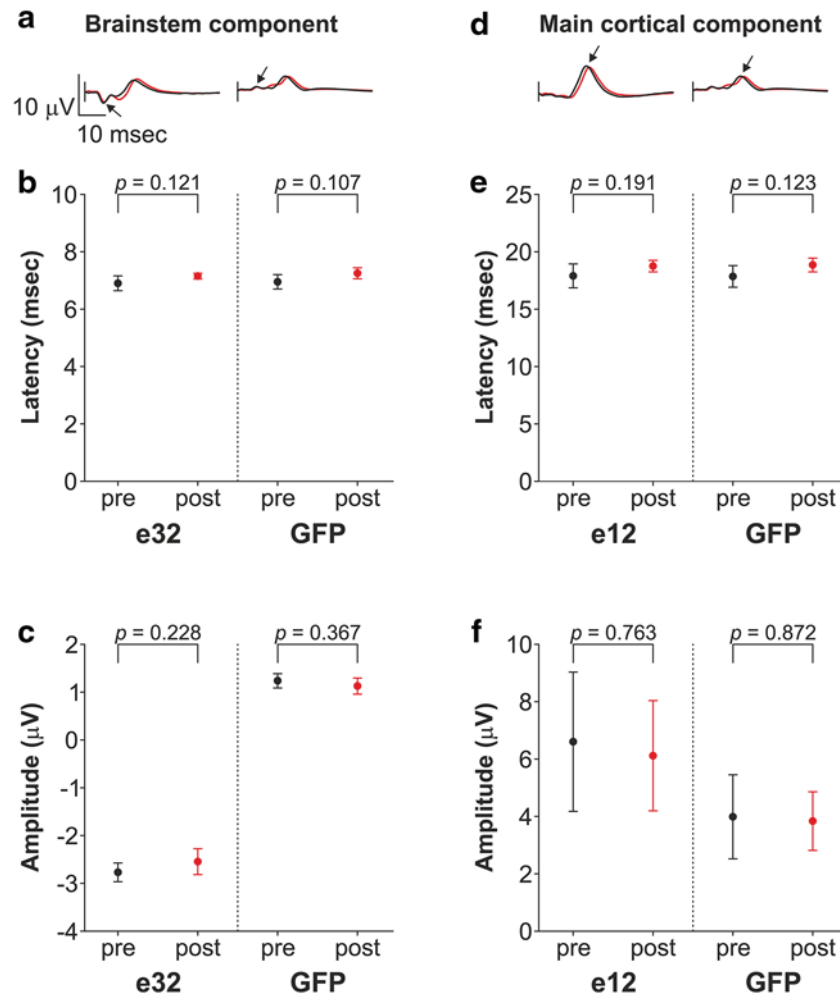 a Brainstem component
10 μV
10 msec
b
p = 0.121
p = 0.107
10
8
6
4
2
0
Latency (msec)
pre post pre post
e32 GFP
c
p = 0.228
p = 0.367
2
1
0
-1
-2
-3
-4
Amplitude (μV)
pre post pre post
e32 GFP
d Main cortical component
e
p = 0.191
p = 0.123
25
20
15
10
5
0
Latency (msec)
pre post pre post
e12 GFP
f
p = 0.763
p = 0.872
10
8
6
4
2
0
Amplitude (μV)
pre post pre post
e12 GFP